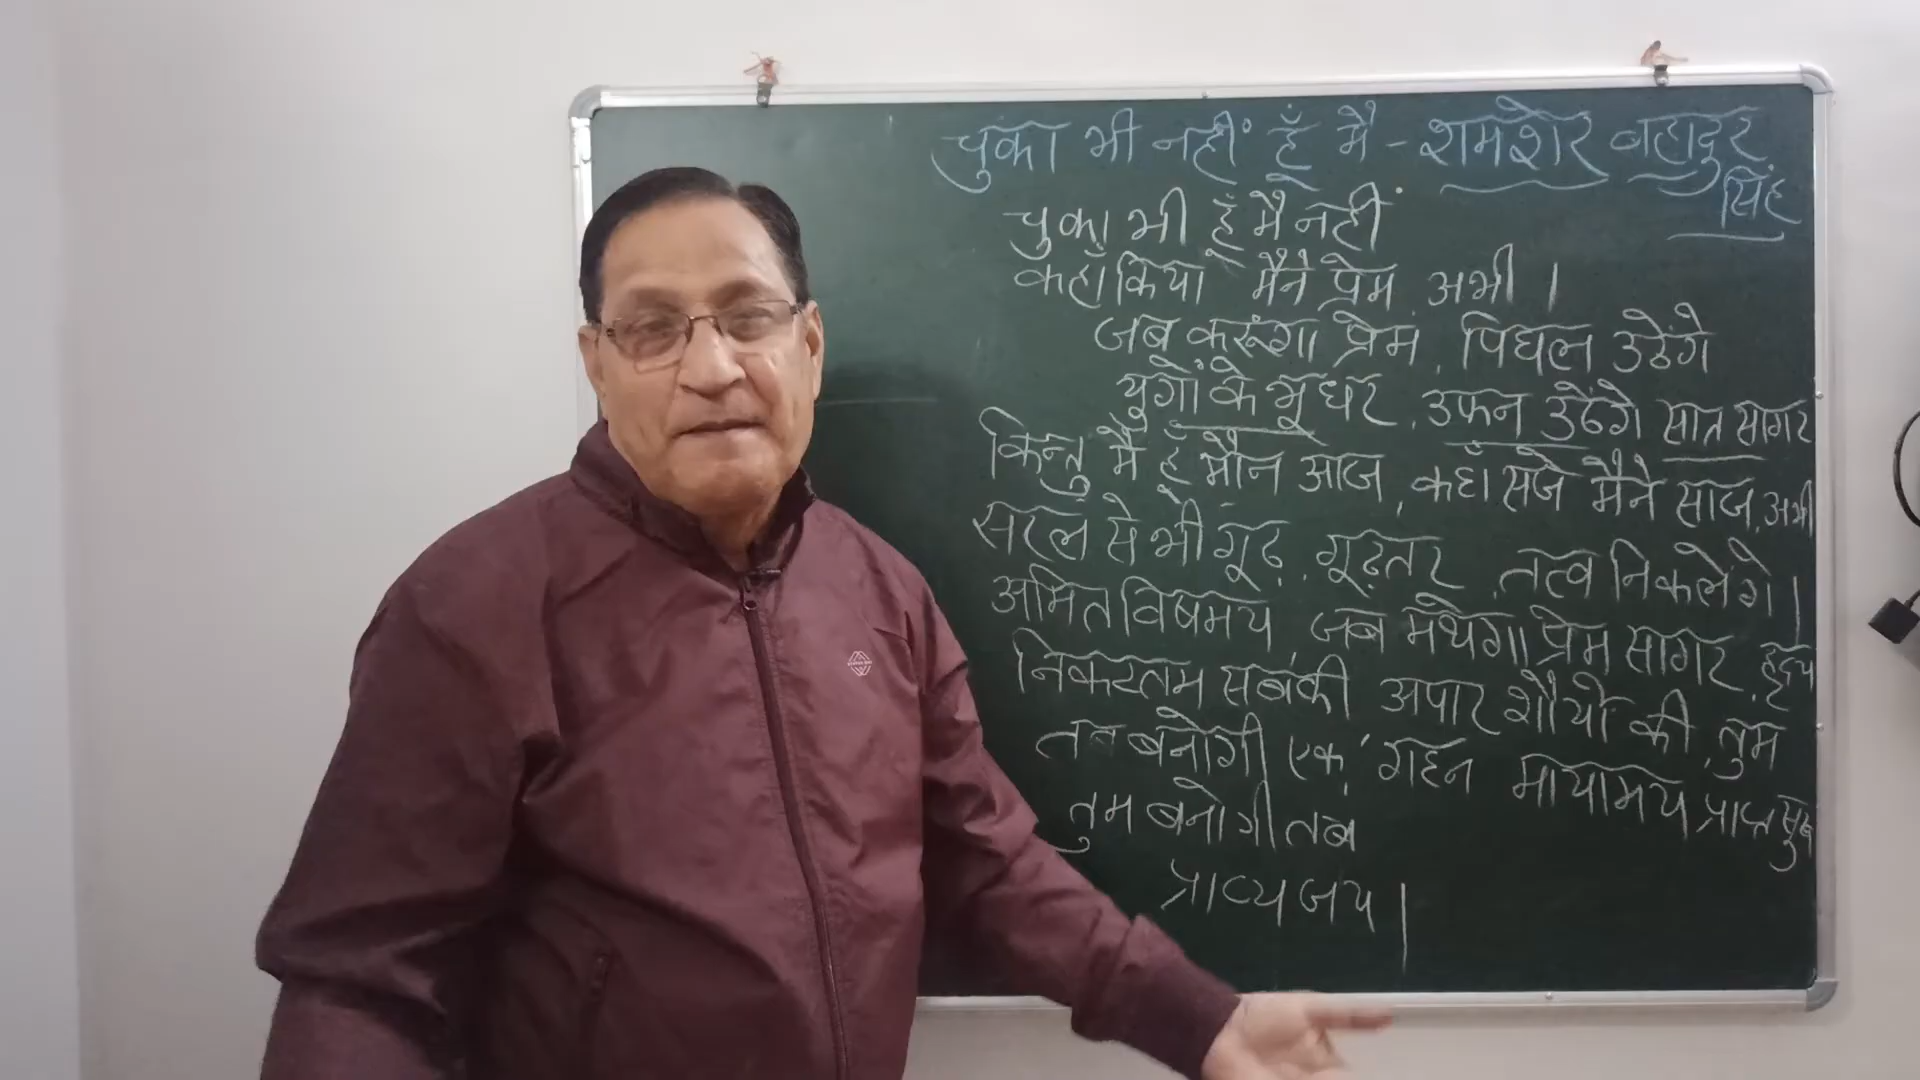 चुका भी नहीं हूँ मै - शमशेर बहादुर
सिंह
चुका भी हूँ मै नहीं
कहाँ किया मैने प्रेम अभी ।
जब करूंगा प्रेम, पिघल उठेंगे
युगों के भूधर, उफन उठेंगे सात सागर
किन्तु मै हूँ मौन आज, कहाँ सजे मैने साज, अभी
सरल से भी गूढ़, गूढ़तर, तत्व निकलेंगे ।
अमित विषमय, जब मथेगा प्रेम सागर, हृदय
निकटतम सबकी अपार शौर्यो की, तुम
तब बनोगी एक गहन मायामय प्राप्त सुख
तुम बनोगी तब
प्राप्य जय ।